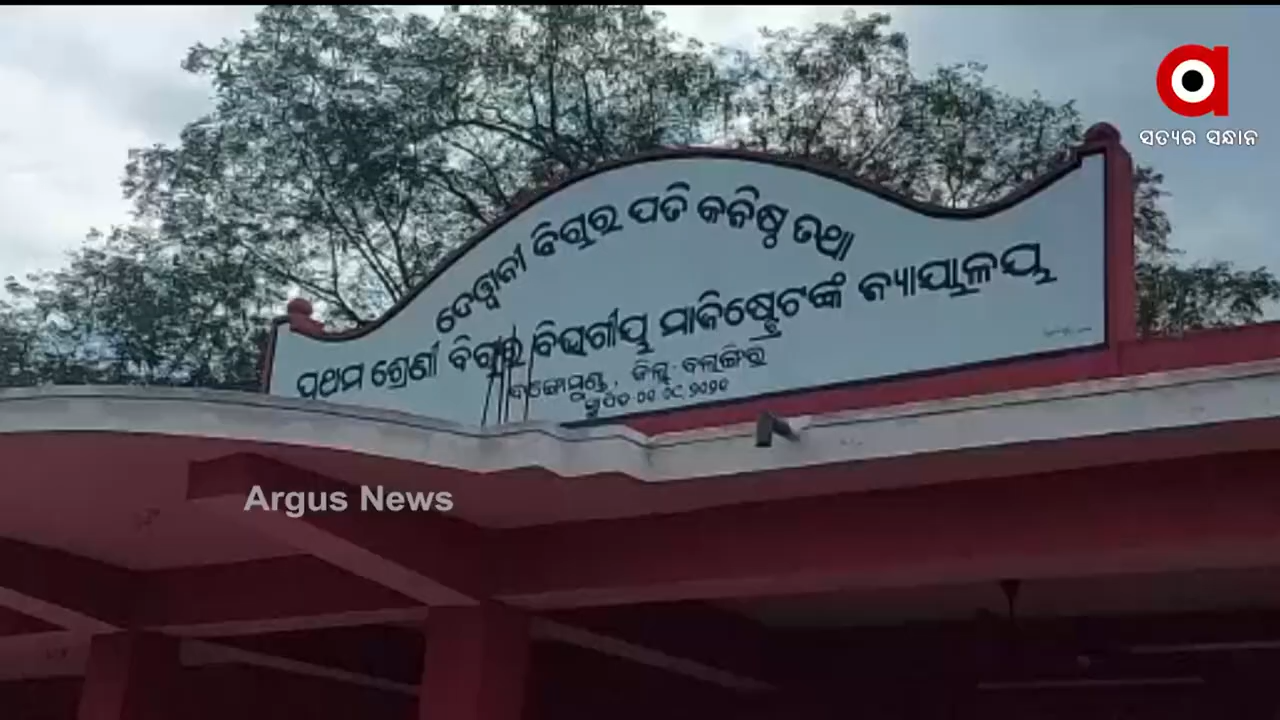 ସତ୍ୟର ସନ୍ଧାନ
ଦେୱାନୀ ବିଚାର ପତି କନିଷ୍ଠ ତଥା
ପ୍ରଥମ ଶ୍ରେଣୀ ବିଚାର ବିଭାଗୀୟ ମାଜିଷ୍ଟ୍ରେଟଙ୍କ ନ୍ୟାୟାଳୟ
ବାଙ୍ଗୋମୁଣ୍ଡା, ଜିଲ୍ଲା-ବଲାଙ୍ଗିର
ସ୍ଥାପିତ
Argus News